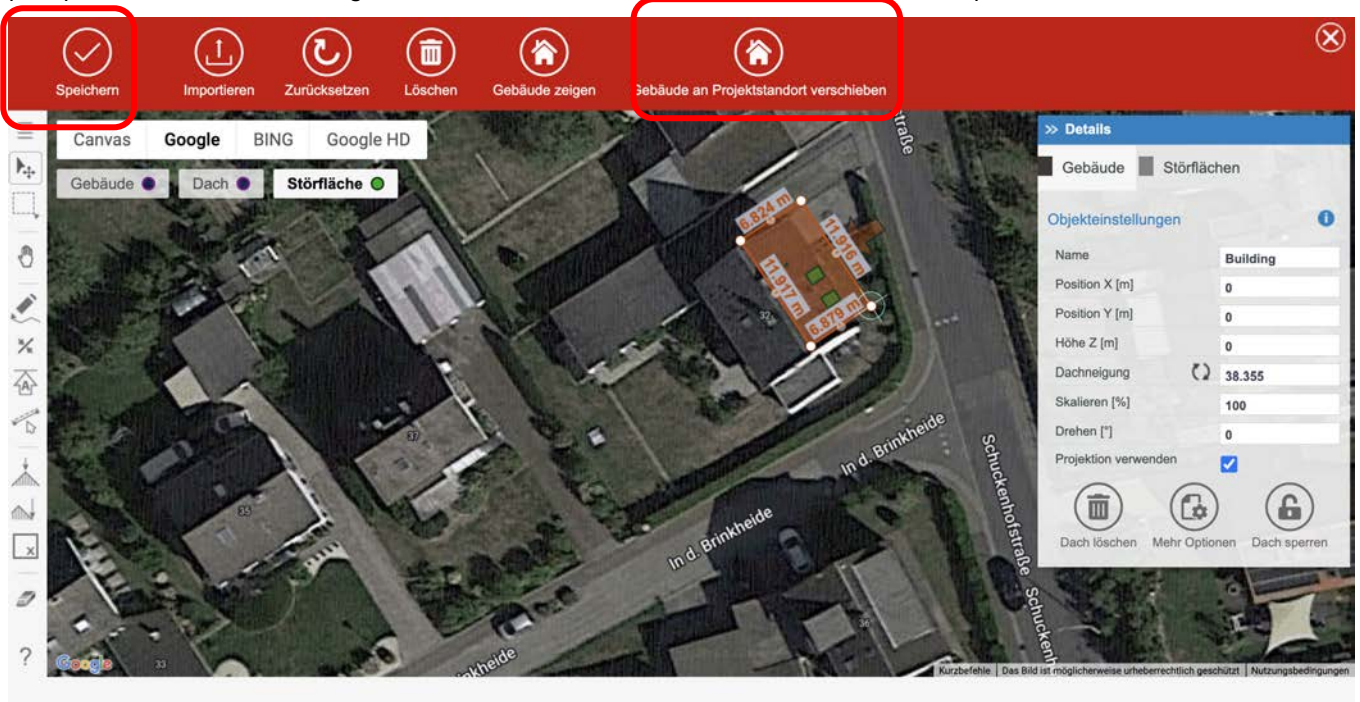 Speichern
Importieren
Zurücksetzen
Löschen
Gebäude zeigen
Gebäude an Projektstandort verschieben
Canvas Google BING Google HD
Gebäude Dach Störfläche
straße
6.824 m
11.916 m
11.917 m
6.879 m
32
37
35
33
36
In d. Brinkheide
In d. Brinkheide
Schuckenhofstraße
Google
>> Details
Gebäude Störflächen
Objekteinstellungen
Name Building
Position X [m] 0
Position Y [m] 0
Höhe Z [m] 0
Dachneigung 38.355
Skalieren [%] 100
Drehen [°] 0
Projektion verwenden
Dach löschen Mehr Optionen Dach sperren
Kurzbefehle Das Bild ist möglicherweise urheberrechtlich geschützt Nutzungsbedingungen